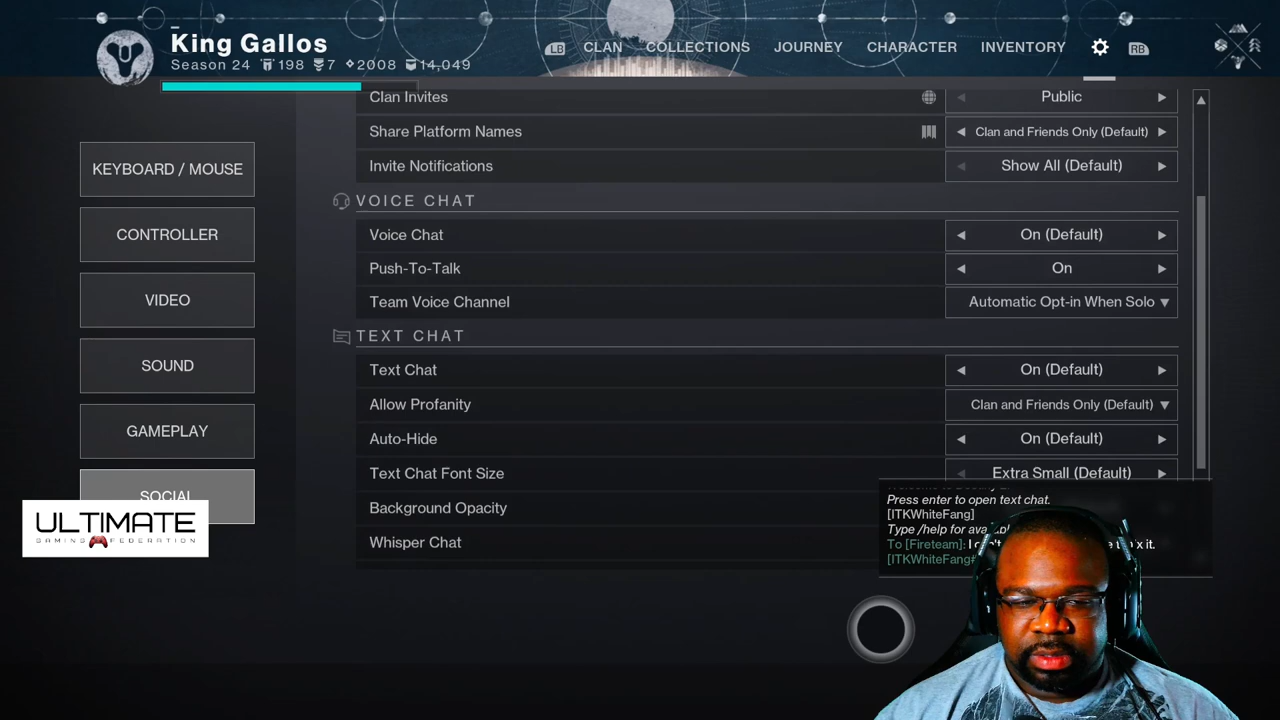 King Gallos
Season 24 198 7 2008 14,049
LB CLAN COLLECTIONS JOURNEY CHARACTER INVENTORY RB
Clan Invites Public
Share Platform Names Clan and Friends Only (Default)
Invite Notifications Show All (Default)
VOICE CHAT
Voice Chat On (Default)
Push-To-Talk On
Team Voice Channel Automatic Opt-in When Solo
TEXT CHAT
Text Chat On (Default)
Allow Profanity Clan and Friends Only (Default)
Auto-Hide On (Default)
Text Chat Font Size Extra Small (Default)
Background Opacity
Whisper Chat
KEYBOARD / MOUSE
CONTROLLER
VIDEO
SOUND
GAMEPLAY
SOCIAL
ULTIMATE
GAMING FEDERATION
Press enter to open text chat.
[ITKWhiteFang]
Type /help for
To [Fireteam]: I it.
[ITKWhiteFang